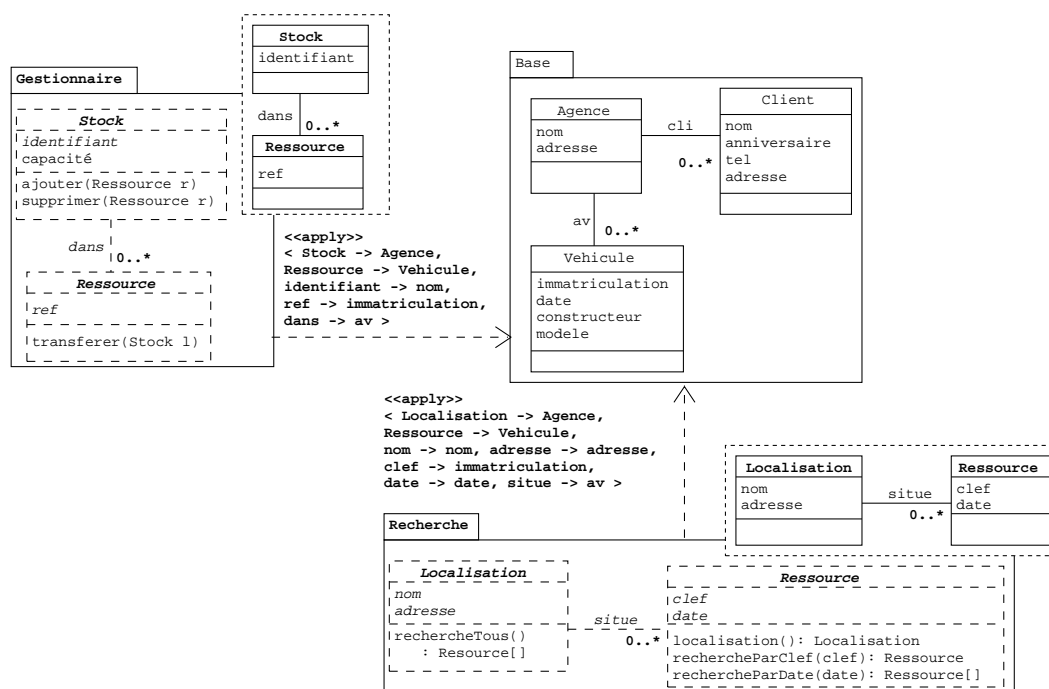 Stock
identifiant
dans
0..*
Ressource
ref
Gestionnaire
Stock
identifiant
capacité
ajouter(Ressource r)
supprimer(Ressource r)
dans
0..*
Ressource
ref
transferer(Stock l)
<<apply>>
< Stock -> Agence,
Ressource -> Vehicule,
identifiant -> nom,
ref -> immatriculation,
dans -> av >
Base
Agence
nom
adresse
cli
0..*
Client
nom
anniversaire
tel
adresse
av
0..*
Vehicule
immatriculation
date
constructeur
modele
<<apply>>
< Localisation -> Agence,
Ressource -> Vehicule,
nom -> nom, adresse -> adresse,
clef -> immatriculation,
date -> date, situe -> av >
Localisation
nom
adresse
situe
0..*
Ressource
clef
date
Recherche
Localisation
nom
adresse
rechercheTous()
: Resource[]
situe
0..*
Ressource
clef
date
localisation(): Localisation
rechercheParClef(clef): Ressource
rechercheParDate(date): Ressource[]